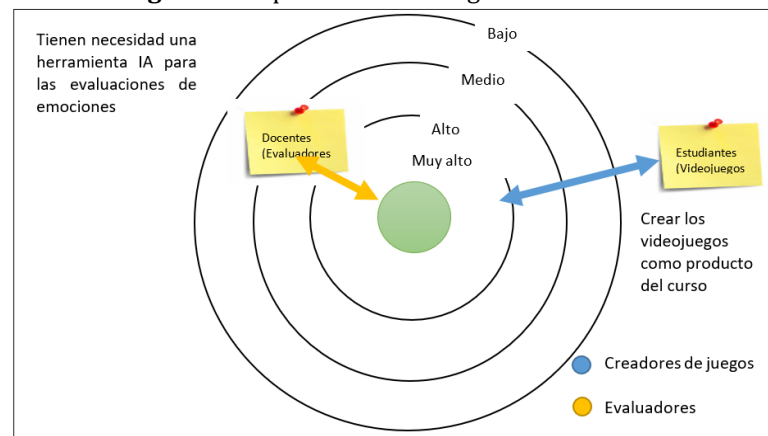 Tienen necesidad una
herramienta IA para
las evaluaciones de
emociones
Bajo
Medio
Alto
Muy alto
Docentes
(Evaluadores
Estudiantes
(Videojuegos
Crear los
videojuegos
como producto
del curso
Creadores de juegos
Evaluadores